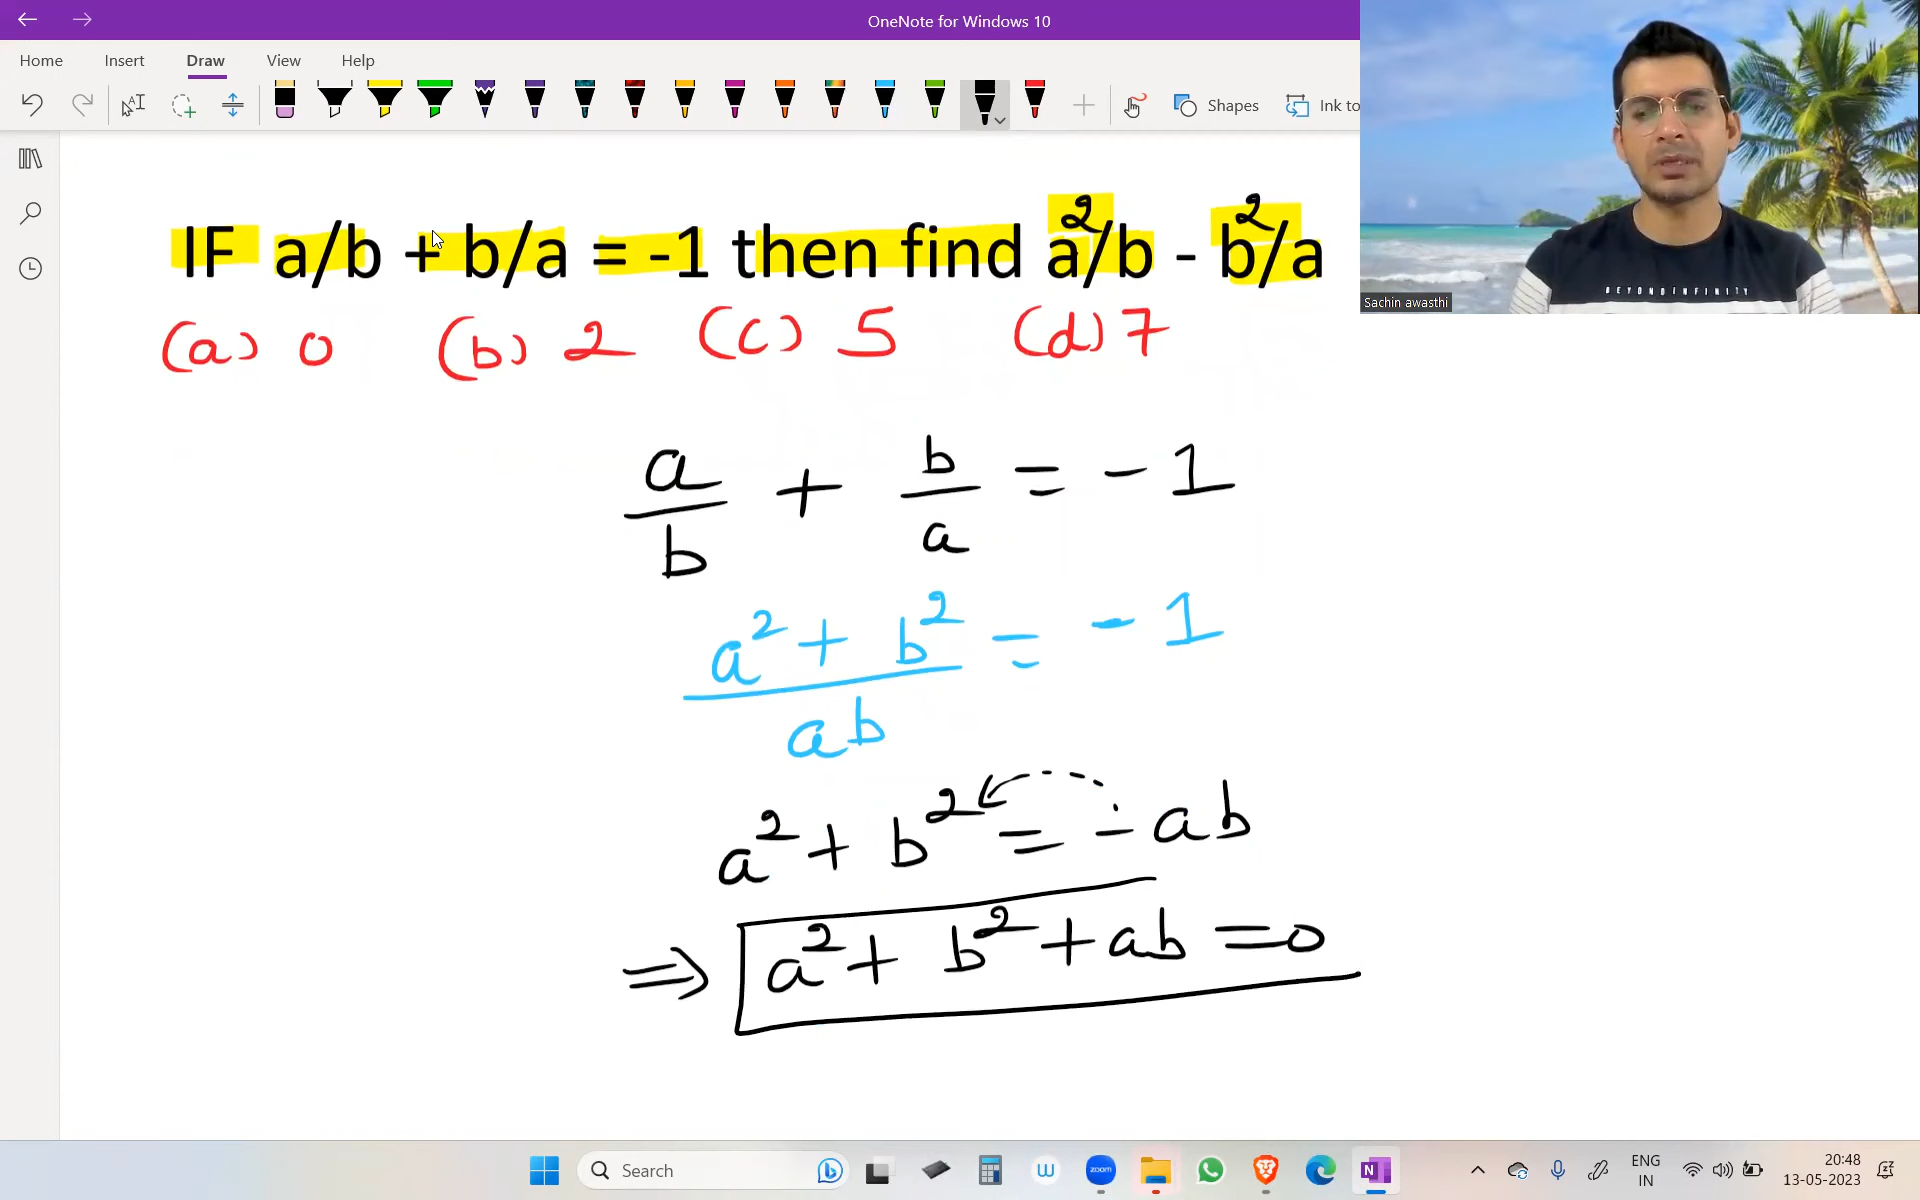 OneNote for Windows 10
Home Insert Draw View Help
Shapes Ink to
BEYONDINFINITY
Sachin awasthi
IF a/b + b/a = -1 then find a²/b - b²/a
(a) 0 (b) 2 (c) 5 (d) 7
a/b + b/a = -1
a² + b² / ab = -1
a² + b² = -ab
⇒ a² + b² + ab = 0
Search
zoom
ENG
IN
20:48
13-05-2023